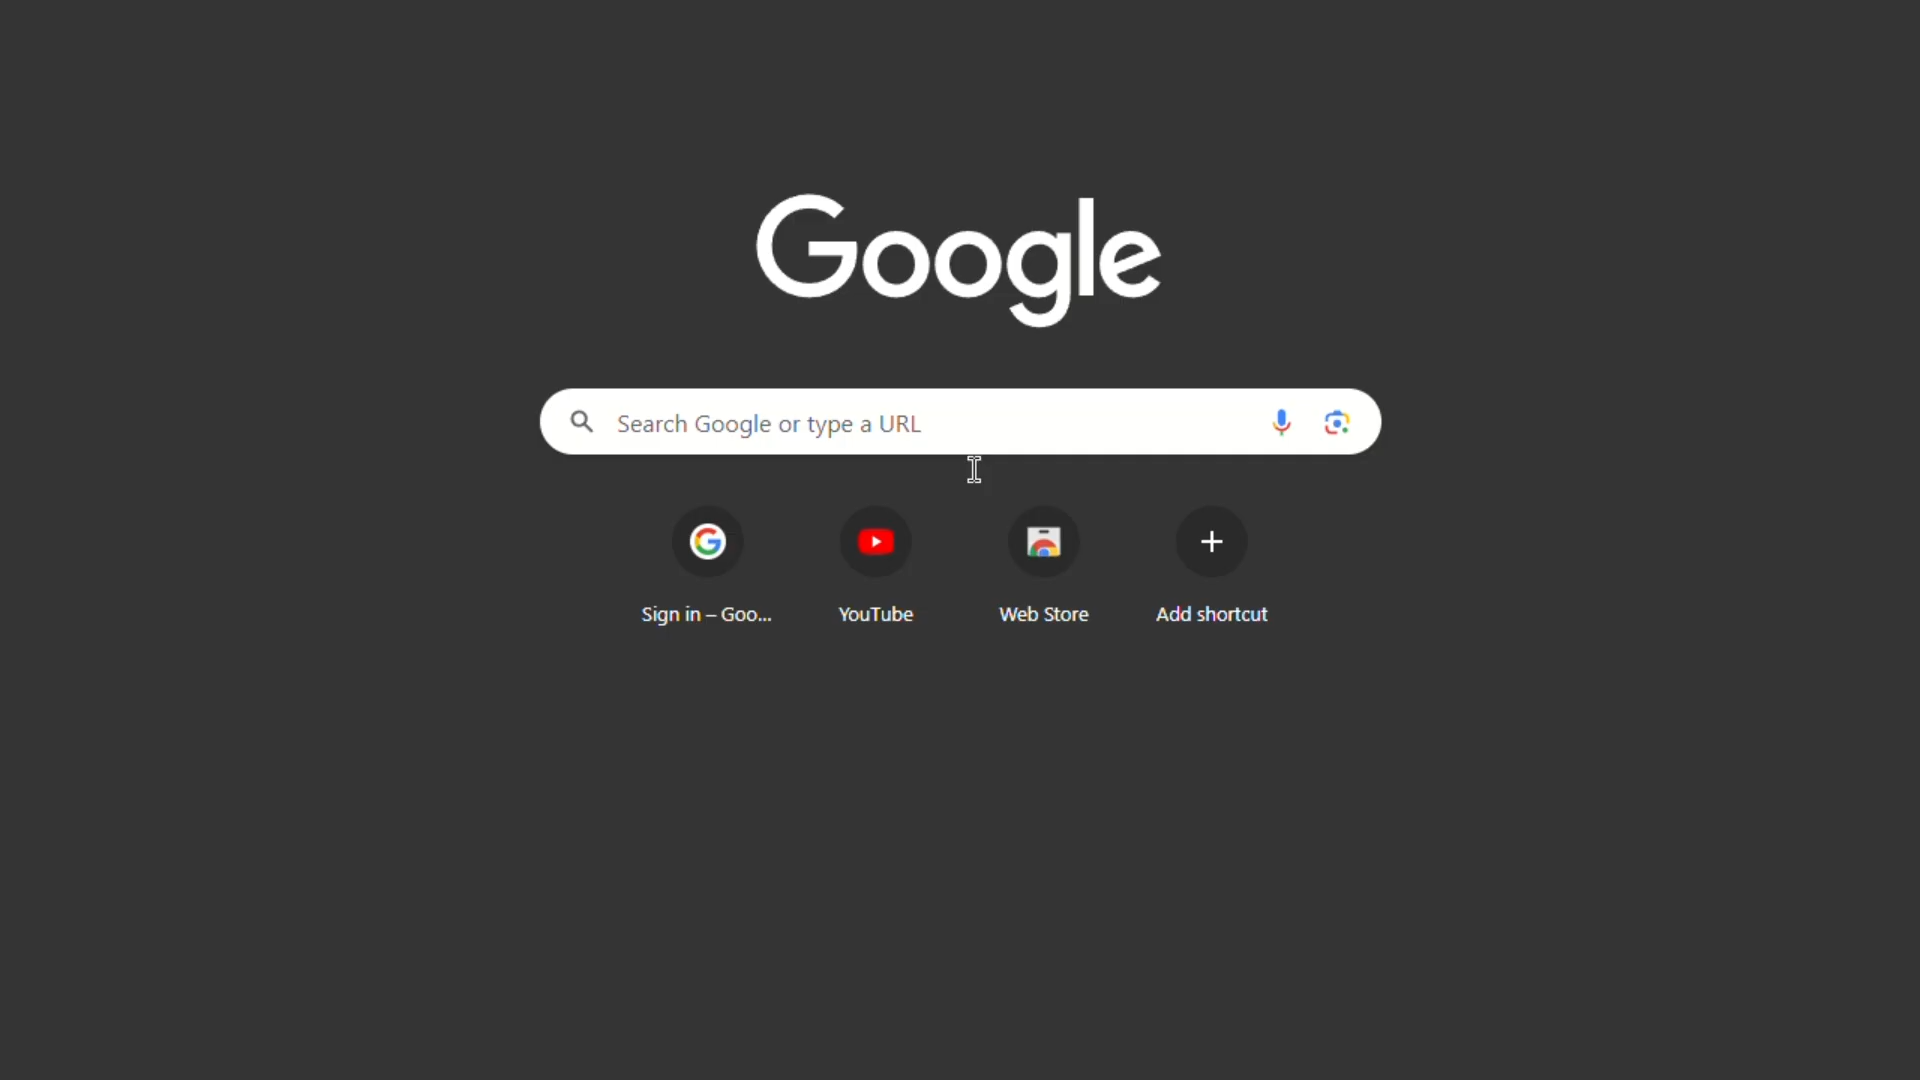 Google
Search Google or type a URL
Sign in – Goo...
YouTube
Web Store
Add shortcut